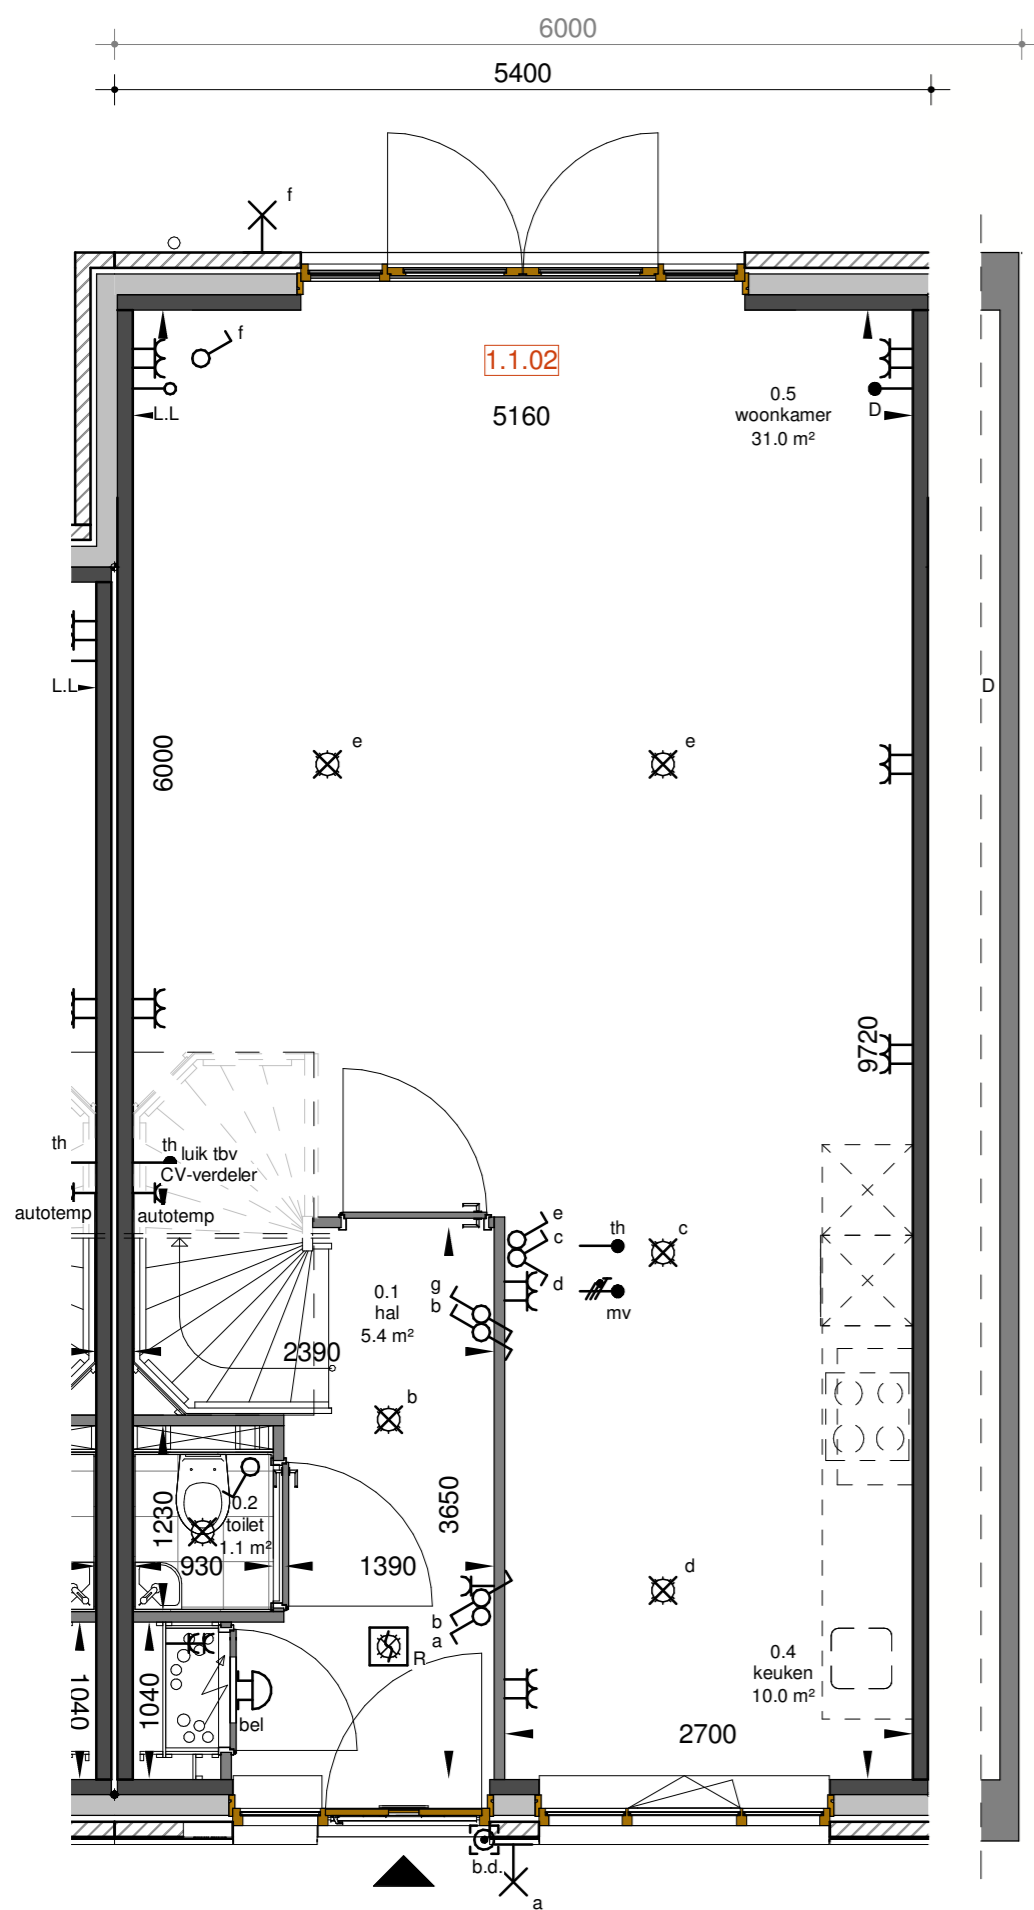 6000
5400
f
f
1.1.02
L.L
5160
0.5
woonkamer
31.0 m²
D
L.L
D
e
e
6000
9720
th
th
luik tbv
CV-verdeler
autotemp
autotemp
e
c
d
th
mv
c
g
b
0.1
hal
5.4 m²
2390
b
3650
1230
0.2
toilet
1.1 m²
930
1390
d
b
a
R
1040
1040
bel
0.4
keuken
10.0 m²
2700
b.d.
a